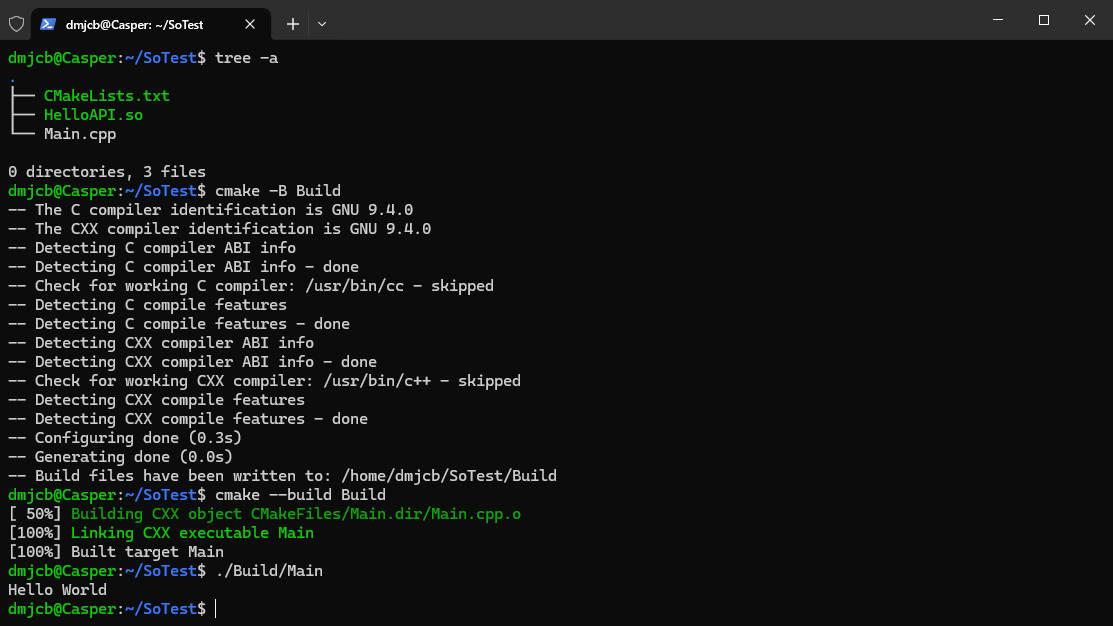 dmjcb@Casper: ~/SoTest
dmjcb@Casper:~/SoTest$ tree -a
.
├── CMakeLists.txt
├── HelloAPI.so
└── Main.cpp
0 directories, 3 files
dmjcb@Casper:~/SoTest$ cmake -B Build
-- The C compiler identification is GNU 9.4.0
-- The CXX compiler identification is GNU 9.4.0
-- Detecting C compiler ABI info
-- Detecting C compiler ABI info - done
-- Check for working C compiler: /usr/bin/cc - skipped
-- Detecting C compile features
-- Detecting C compile features - done
-- Detecting CXX compiler ABI info
-- Detecting CXX compiler ABI info - done
-- Check for working CXX compiler: /usr/bin/c++ - skipped
-- Detecting CXX compile features
-- Detecting CXX compile features - done
-- Configuring done (0.3s)
-- Generating done (0.0s)
-- Build files have been written to: /home/dmjcb/SoTest/Build
dmjcb@Casper:~/SoTest$ cmake --build Build
[ 50%] Building CXX object CMakeFiles/Main.dir/Main.cpp.o
[100%] Linking CXX executable Main
[100%] Built target Main
dmjcb@Casper:~/SoTest$ ./Build/Main
Hello World
dmjcb@Casper:~/SoTest$